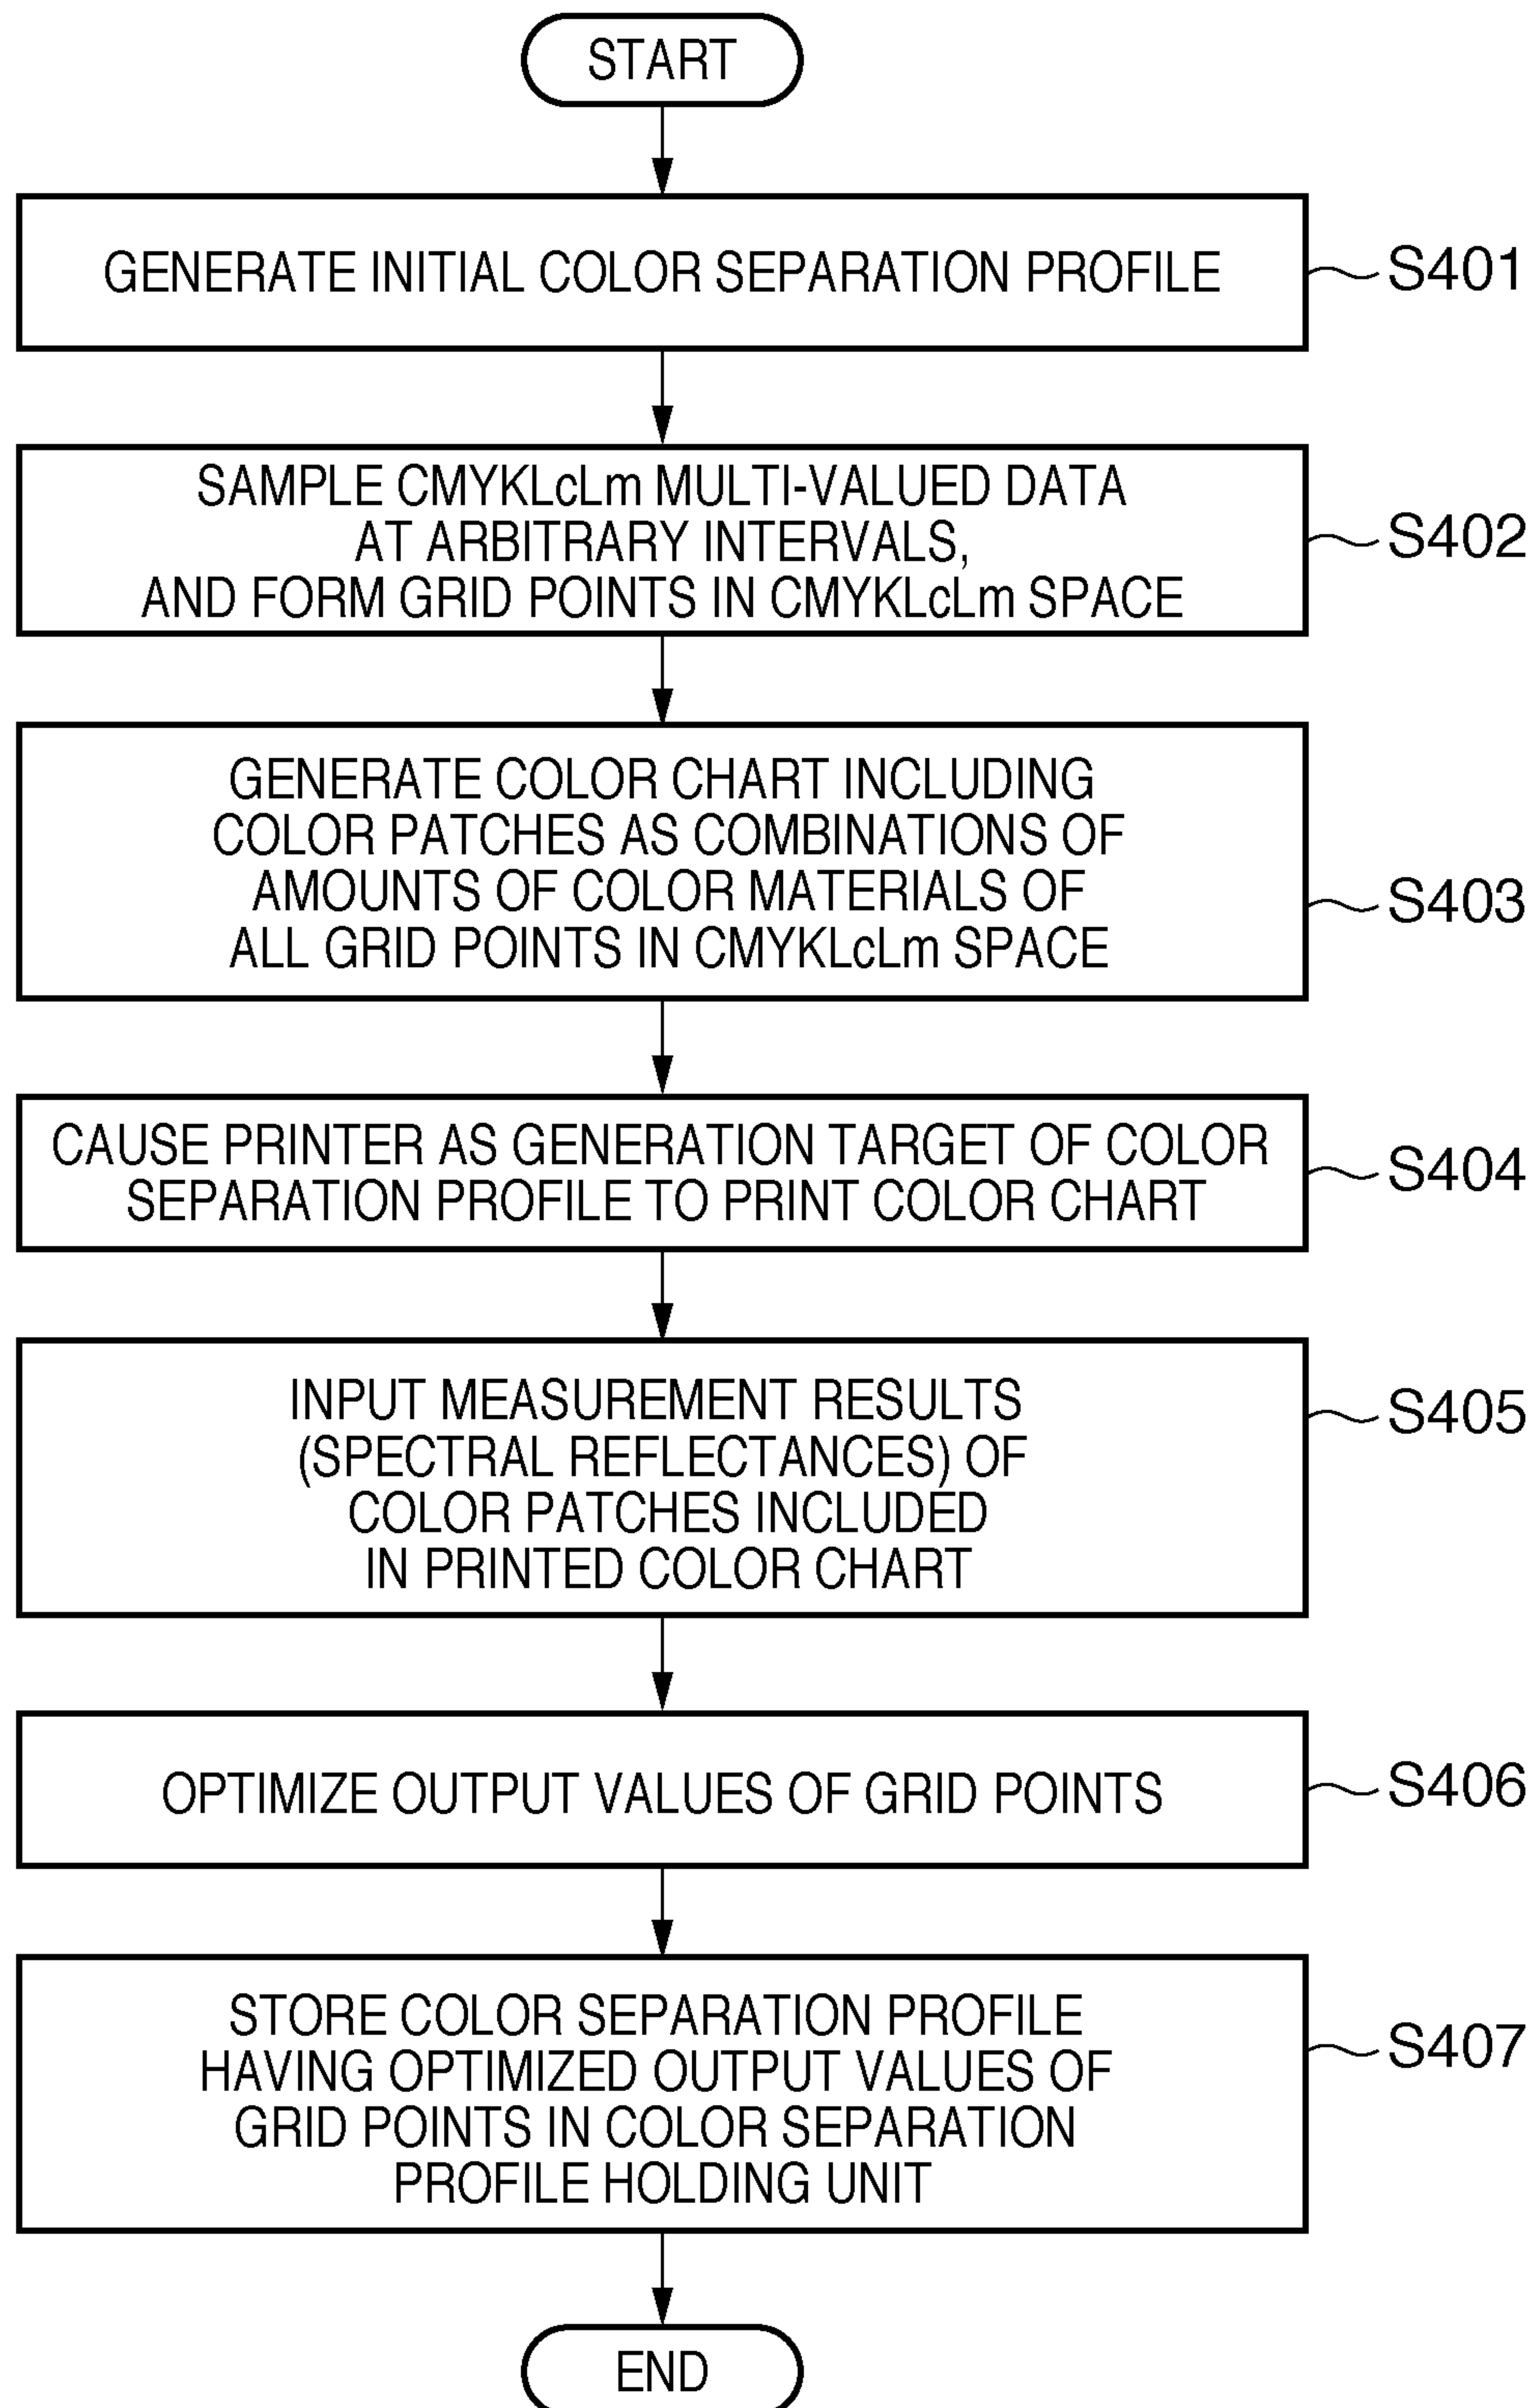 START
GENERATE INITIAL COLOR SEPARATION PROFILE
S401
SAMPLE CMYKLcLm MULTI-VALUED DATA
AT ARBITRARY INTERVALS,
AND FORM GRID POINTS IN CMYKLcLm SPACE
S402
GENERATE COLOR CHART INCLUDING
COLOR PATCHES AS COMBINATIONS OF
AMOUNTS OF COLOR MATERIALS OF
ALL GRID POINTS IN CMYKLcLm SPACE
S403
CAUSE PRINTER AS GENERATION TARGET OF COLOR
SEPARATION PROFILE TO PRINT COLOR CHART
S404
INPUT MEASUREMENT RESULTS
(SPECTRAL REFLECTANCES) OF
COLOR PATCHES INCLUDED
IN PRINTED COLOR CHART
S405
OPTIMIZE OUTPUT VALUES OF GRID POINTS
S406
STORE COLOR SEPARATION PROFILE
HAVING OPTIMIZED OUTPUT VALUES OF
GRID POINTS IN COLOR SEPARATION
PROFILE HOLDING UNIT
S407
END